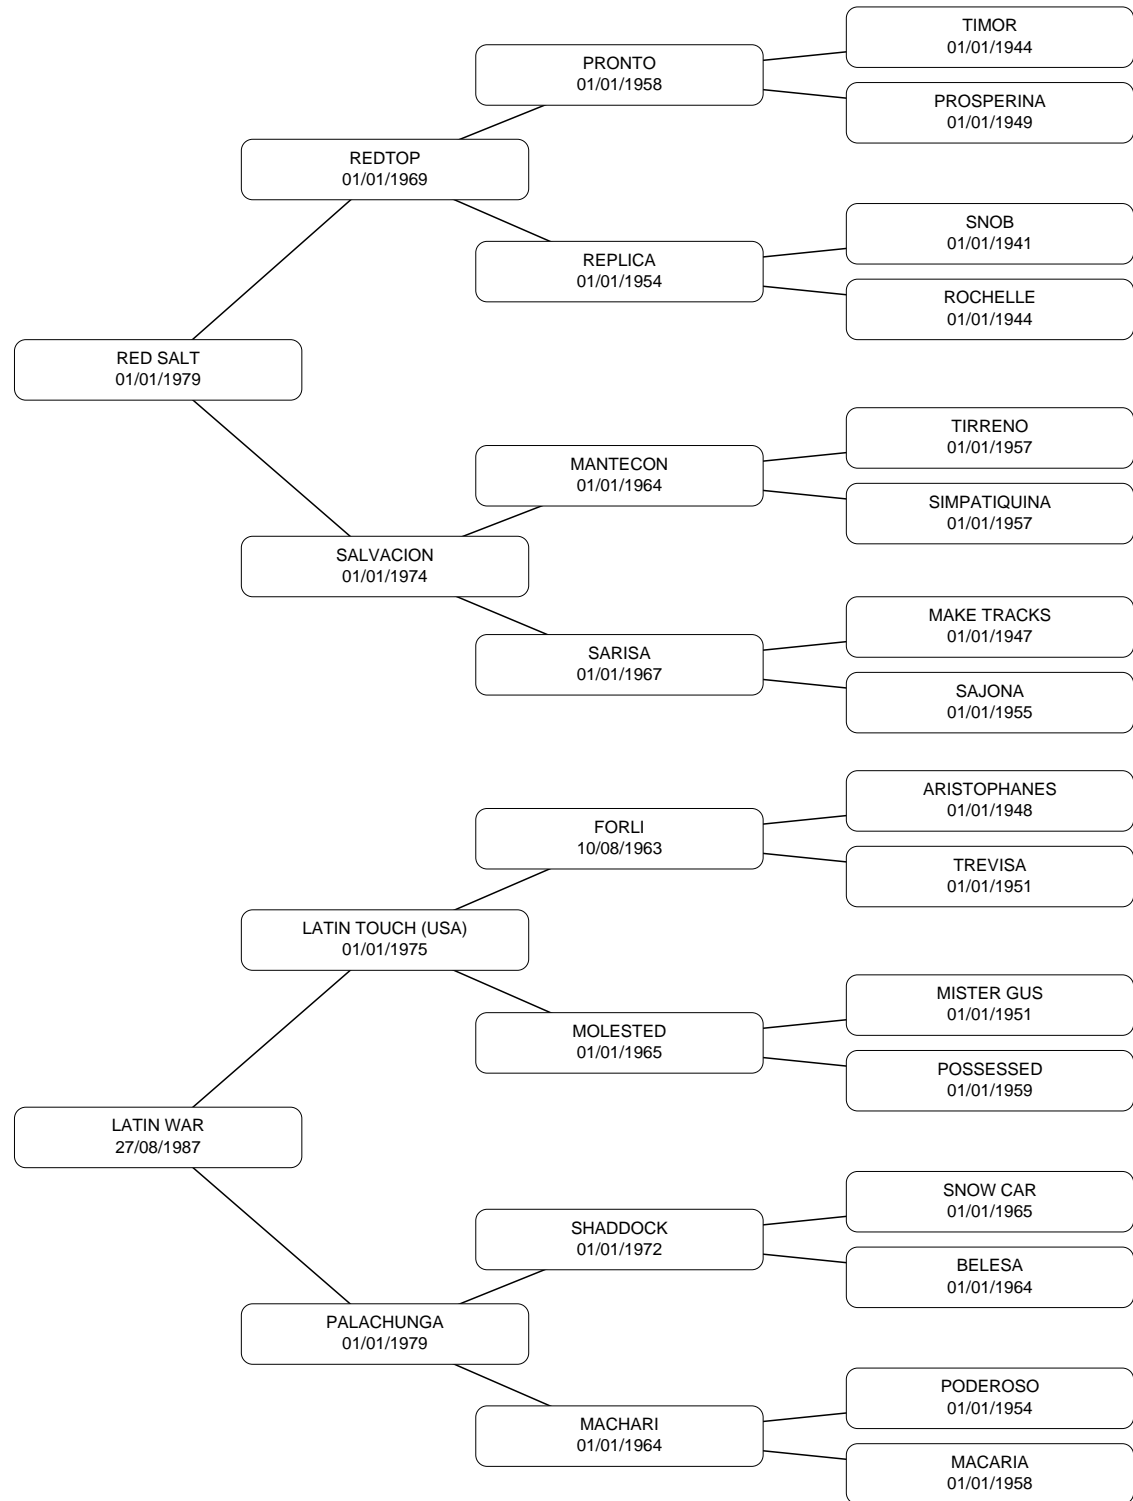 TIMOR
01/01/1944
PRONTO
01/01/1958
PROSPERINA
01/01/1949
REDTOP
01/01/1969
SNOB
01/01/1941
REPLICA
01/01/1954
ROCHELLE
01/01/1944
RED SALT
01/01/1979
TIRRENO
01/01/1957
MANTECON
01/01/1964
SIMPATIQUINA
01/01/1957
SALVACION
01/01/1974
MAKE TRACKS
01/01/1947
SARISA
01/01/1967
SAJONA
01/01/1955
ARISTOPHANES
01/01/1948
FORLI
10/08/1963
TREVISA
01/01/1951
LATIN TOUCH (USA)
01/01/1975
MISTER GUS
01/01/1951
MOLESTED
01/01/1965
POSSESSED
01/01/1959
LATIN WAR
27/08/1987
SNOW CAR
01/01/1965
SHADDOCK
01/01/1972
BELESA
01/01/1964
PALACHUNGA
01/01/1979
PODEROSO
01/01/1954
MACHARI
01/01/1964
MACARIA
01/01/1958